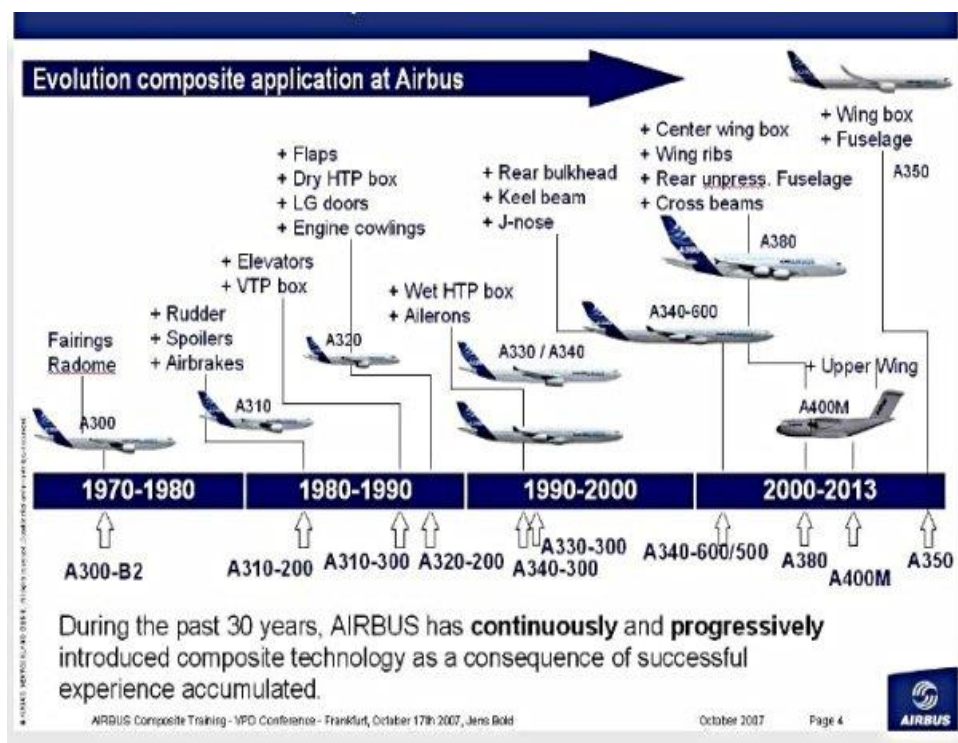 Evolution composite application at Airbus
+ Wing box
+ Fuselage
A350
+ Center wing box
+ Wing ribs
+ Rear unpress. Fuselage
+ Cross beams
A380
+ Rear bulkhead
+ Keel beam
+ J-nose
A340-600
+ Flaps
+ Dry HTP box
+ LG doors
+ Engine cowlings
A320
+ Elevators
+ VTP box
+ Wet HTP box
+ Ailerons
A330 / A340
+ Rudder
+ Spoilers
+ Airbrakes
A310
Fairings
Radome
A300
+ Upper Wing
A400M
1970-1980 1980-1990 1990-2000 2000-2013
A300-B2
A310-200
A310-300
A320-200
A330-300
A340-300
A340-600/500
A380
A400M
A350
During the past 30 years, AIRBUS has continuously and progressively
introduced composite technology as a consequence of successful
experience accumulated.
AIRBUS Composite Training - VPD Conference - Frankfurt, October 17th 2007, Jens Bold October 2007 Page 4
AIRBUS